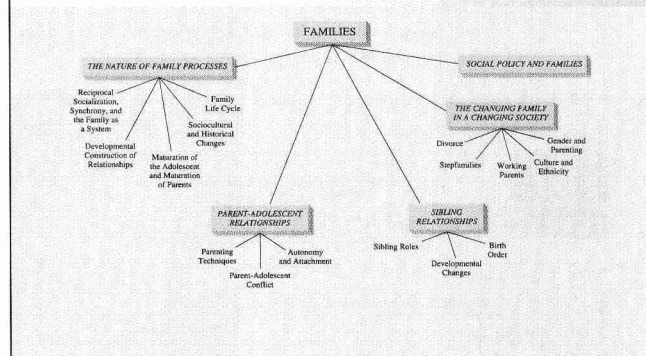 FAMILIES
THE NATURE OF FAMILY PROCESSES
Reciprocal
Socialization,
Synchrony, and
the Family as
a System
Developmental
Construction of
Relationships
Maturation of
the Adolescent
and Maturation
of Parents
Sociocultural
and Historical
Changes
Family
Life Cycle
PARENT-ADOLESCENT
RELATIONSHIPS
Parenting
Techniques
Parent-Adolescent
Conflict
Autonomy
and Attachment
SIBLING
RELATIONSHIPS
Sibling Roles
Developmental
Changes
Birth
Order
THE CHANGING FAMILY
IN A CHANGING SOCIETY
Divorce
Stepfamilies
Working
Parents
Culture and
Ethnicity
Gender and
Parenting
SOCIAL POLICY AND FAMILIES